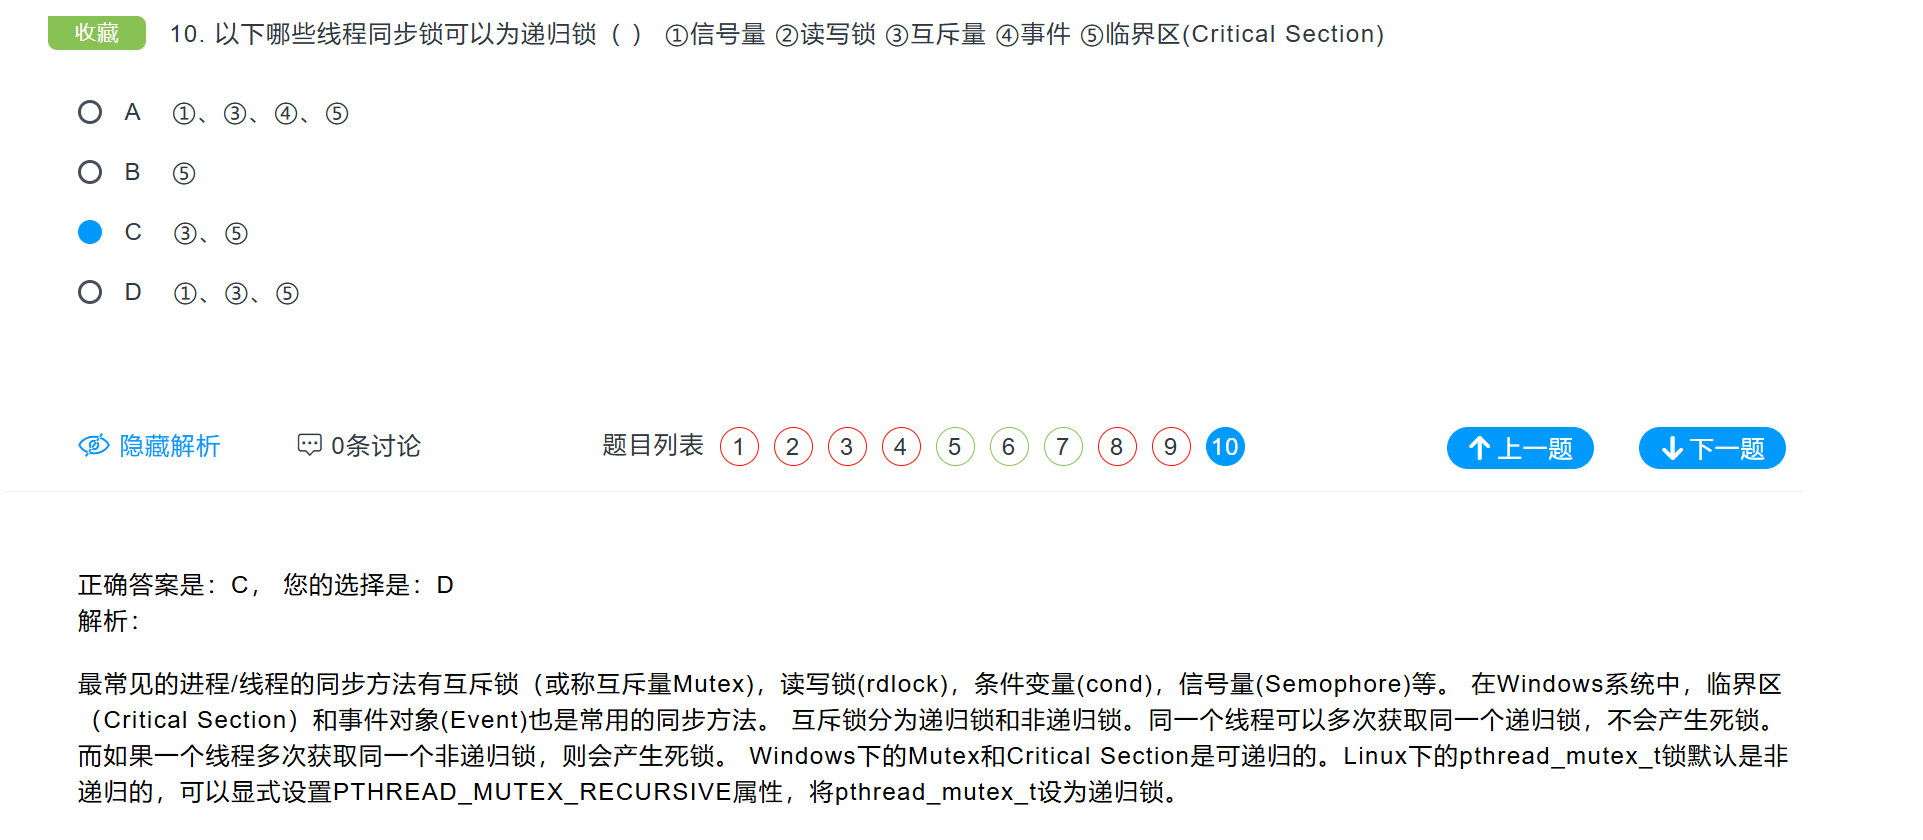 收藏 10. 以下哪些线程同步锁可以为递归锁（ ） ①信号量 ②读写锁 ③互斥量 ④事件 ⑤临界区(Critical Section)
A ①、③、④、⑤
B ⑤
C ③、⑤
D ①、③、⑤
隐藏解析 0条讨论 题目列表 1 2 3 4 5 6 7 8 9 10 上一题 下一题
正确答案是：C， 您的选择是：D
解析：
最常见的进程/线程的同步方法有互斥锁（或称互斥量Mutex)，读写锁(rdlock)，条件变量(cond)，信号量(Semophore)等。 在Windows系统中，临界区
（Critical Section）和事件对象(Event)也是常用的同步方法。 互斥锁分为递归锁和非递归锁。同一个线程可以多次获取同一个递归锁，不会产生死锁。
而如果一个线程多次获取同一个非递归锁，则会产生死锁。 Windows下的Mutex和Critical Section是可递归的。Linux下的pthread_mutex_t锁默认是非
递归的，可以显式设置PTHREAD_MUTEX_RECURSIVE属性，将pthread_mutex_t设为递归锁。